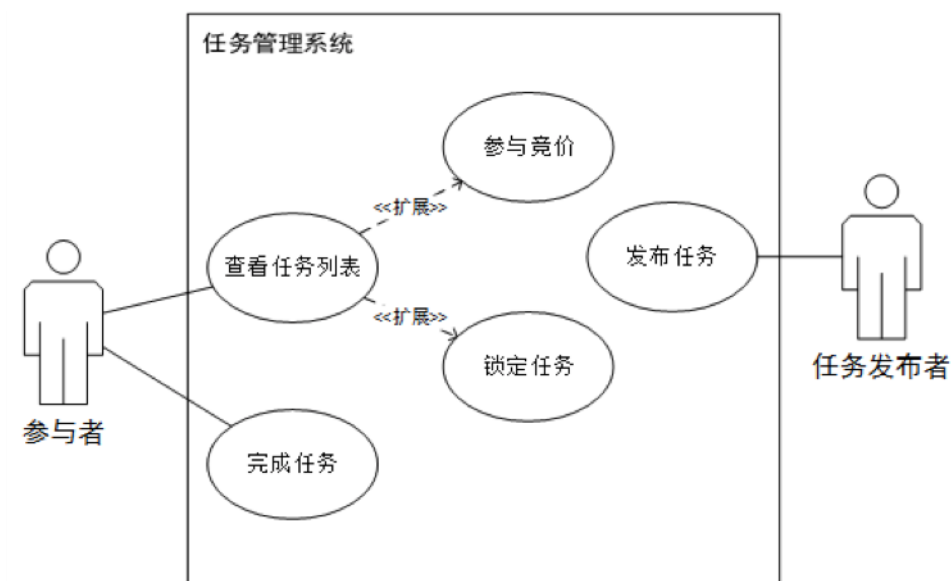 任务管理系统
参与竞价
<<扩展>>
发布任务
查看任务列表
<<扩展>>
锁定任务
任务发布者
参与者
完成任务